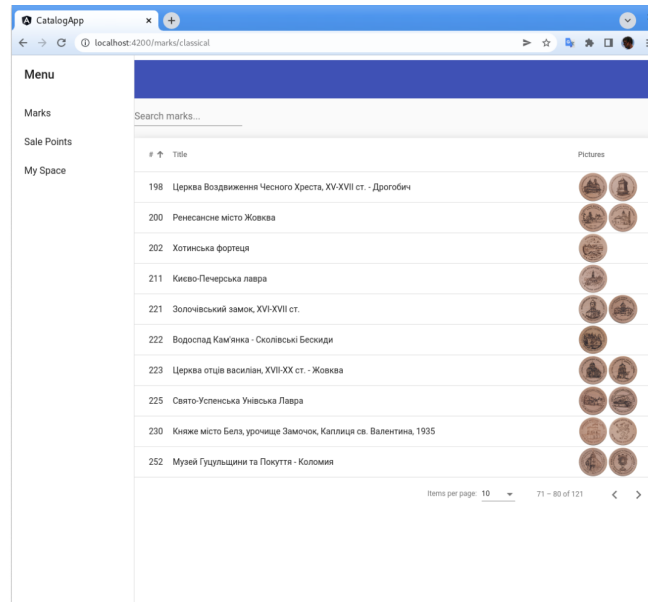 CatalogApp
localhost:4200/marks/classical
Menu
Marks
Sale Points
My Space
Search marks...
# Title Pictures
198 Церква Воздвиження Чесного Хреста, XV-XVII ст. - Дрогобич
200 Ренесансне місто Жовква
202 Хотинська фортеця
211 Києво-Печерська лавра
221 Золочівський замок, XVI-XVII ст.
222 Водоспад Кам'янка - Сколівські Бескиди
223 Церква отців василіан, XVII-XX ст. - Жовква
225 Свято-Успенська Унівська Лавра
230 Княже місто Белз, урочище Замочок, Каплиця св. Валентина, 1935
252 Музей Гуцульщини та Покуття - Коломия
Items per page: 10 71 – 80 of 121